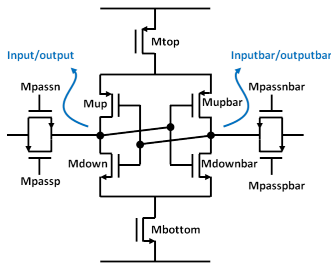 Mtop
Input/output
Inputbar/outputbar
Mpassn
Mup
Mupbar
Mpassnbar
Mdown
Mdownbar
Mpassp
Mpasspbar
Mbottom